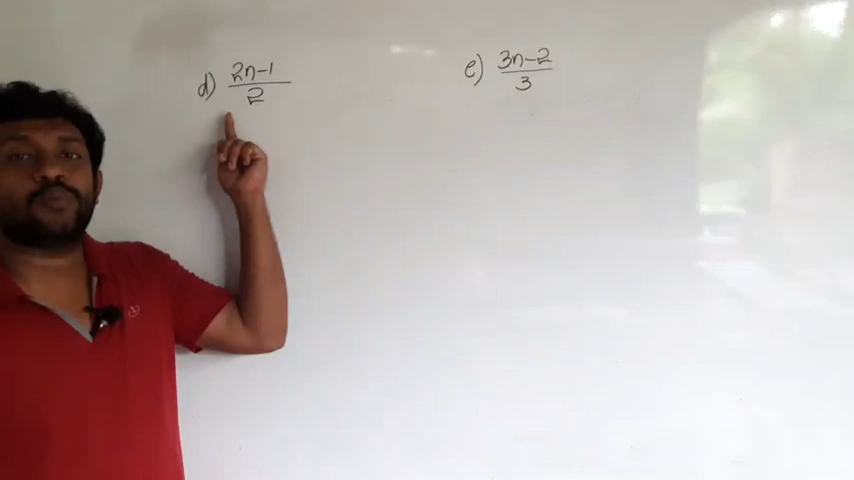 d) 2n-1 / 2
e) 3n-2 / 3